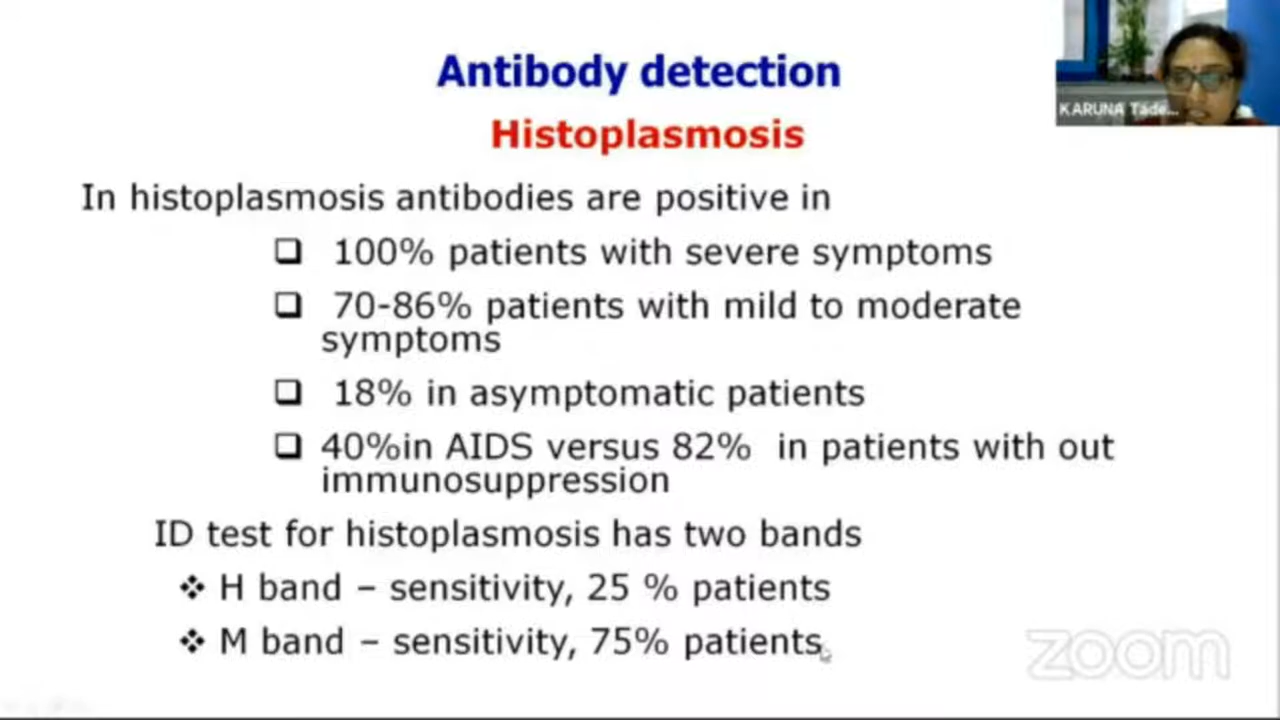 Antibody detection
KARUNA Tade...
Histoplasmosis
In histoplasmosis antibodies are positive in
❑ 100% patients with severe symptoms
❑ 70-86% patients with mild to moderate
symptoms
❑ 18% in asymptomatic patients
❑ 40%in AIDS versus 82% in patients with out
immunosuppression
ID test for histoplasmosis has two bands
❖ H band – sensitivity, 25 % patients
❖ M band – sensitivity, 75% patients
zoom